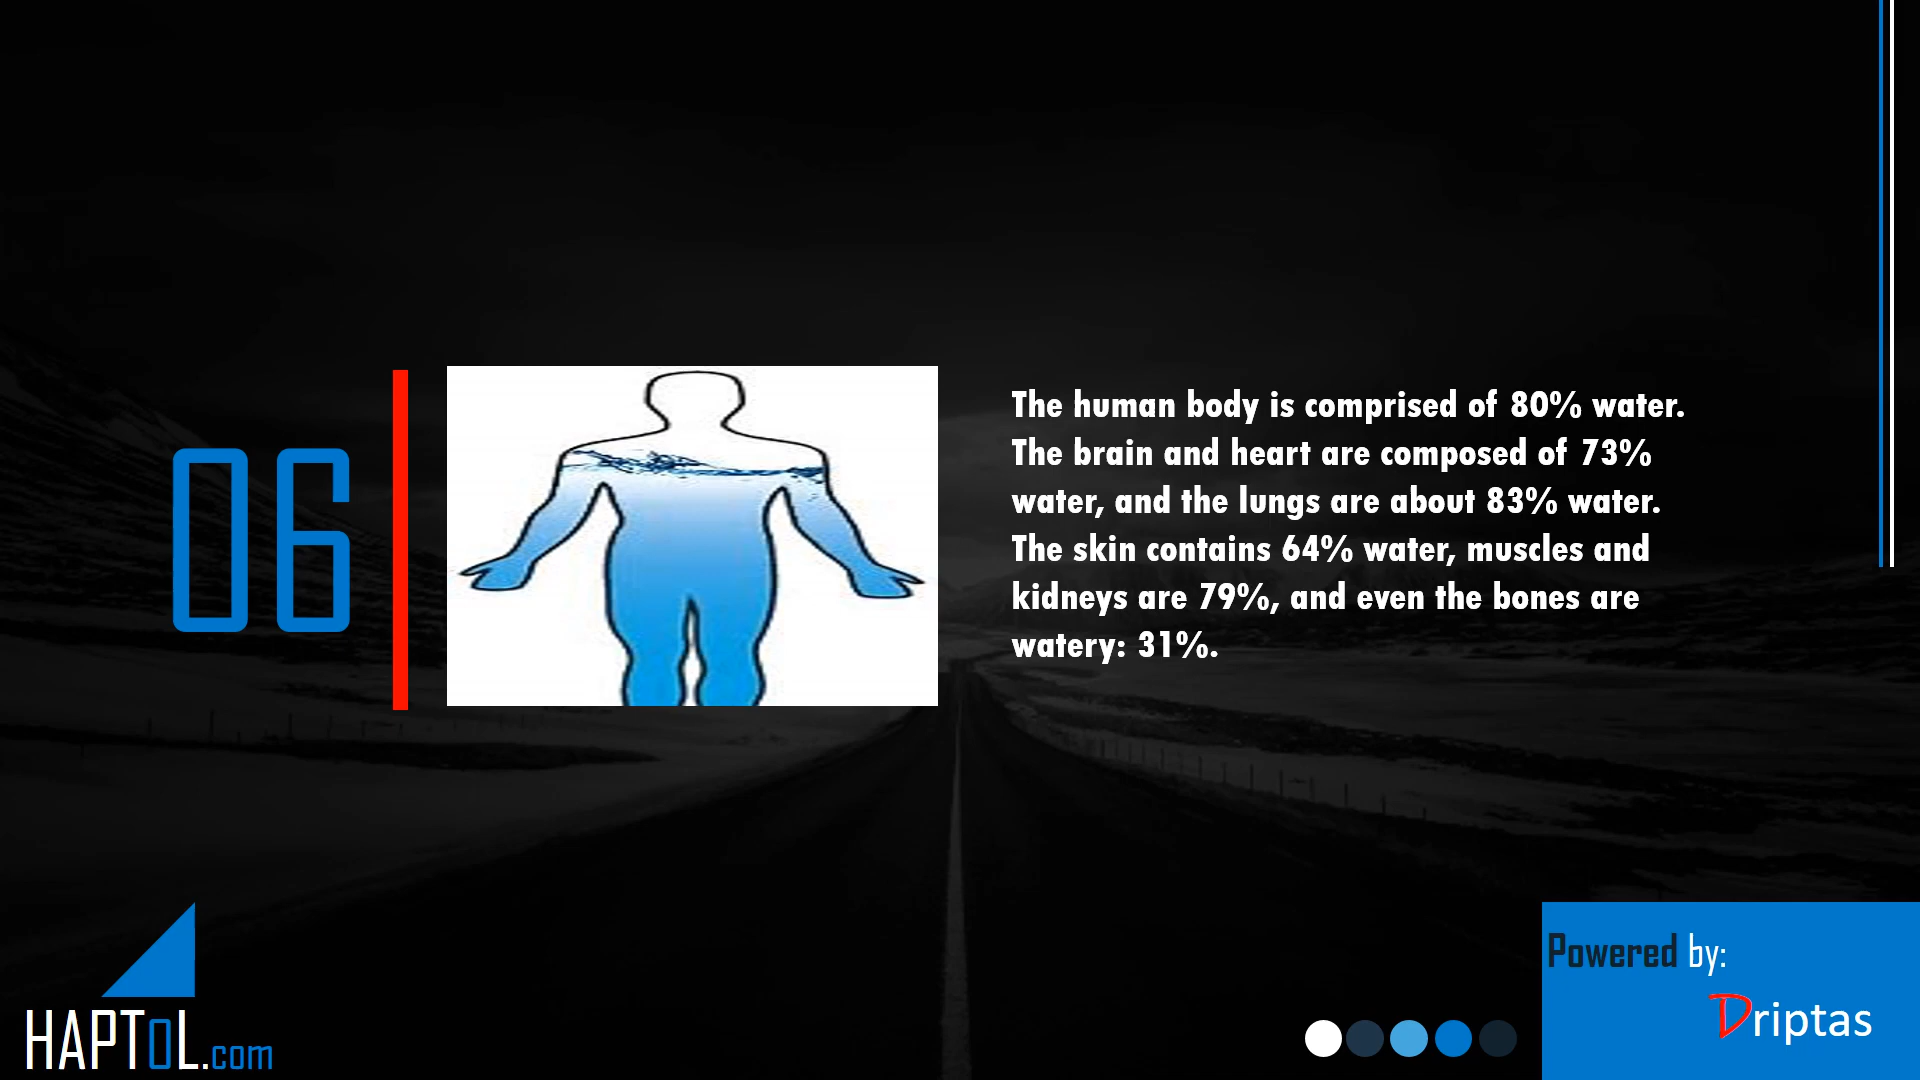 06
The human body is comprised of 80% water.
The brain and heart are composed of 73%
water, and the lungs are about 83% water.
The skin contains 64% water, muscles and
kidneys are 79%, and even the bones are
watery: 31%.
HAPToL.com
Powered by:
Driptas